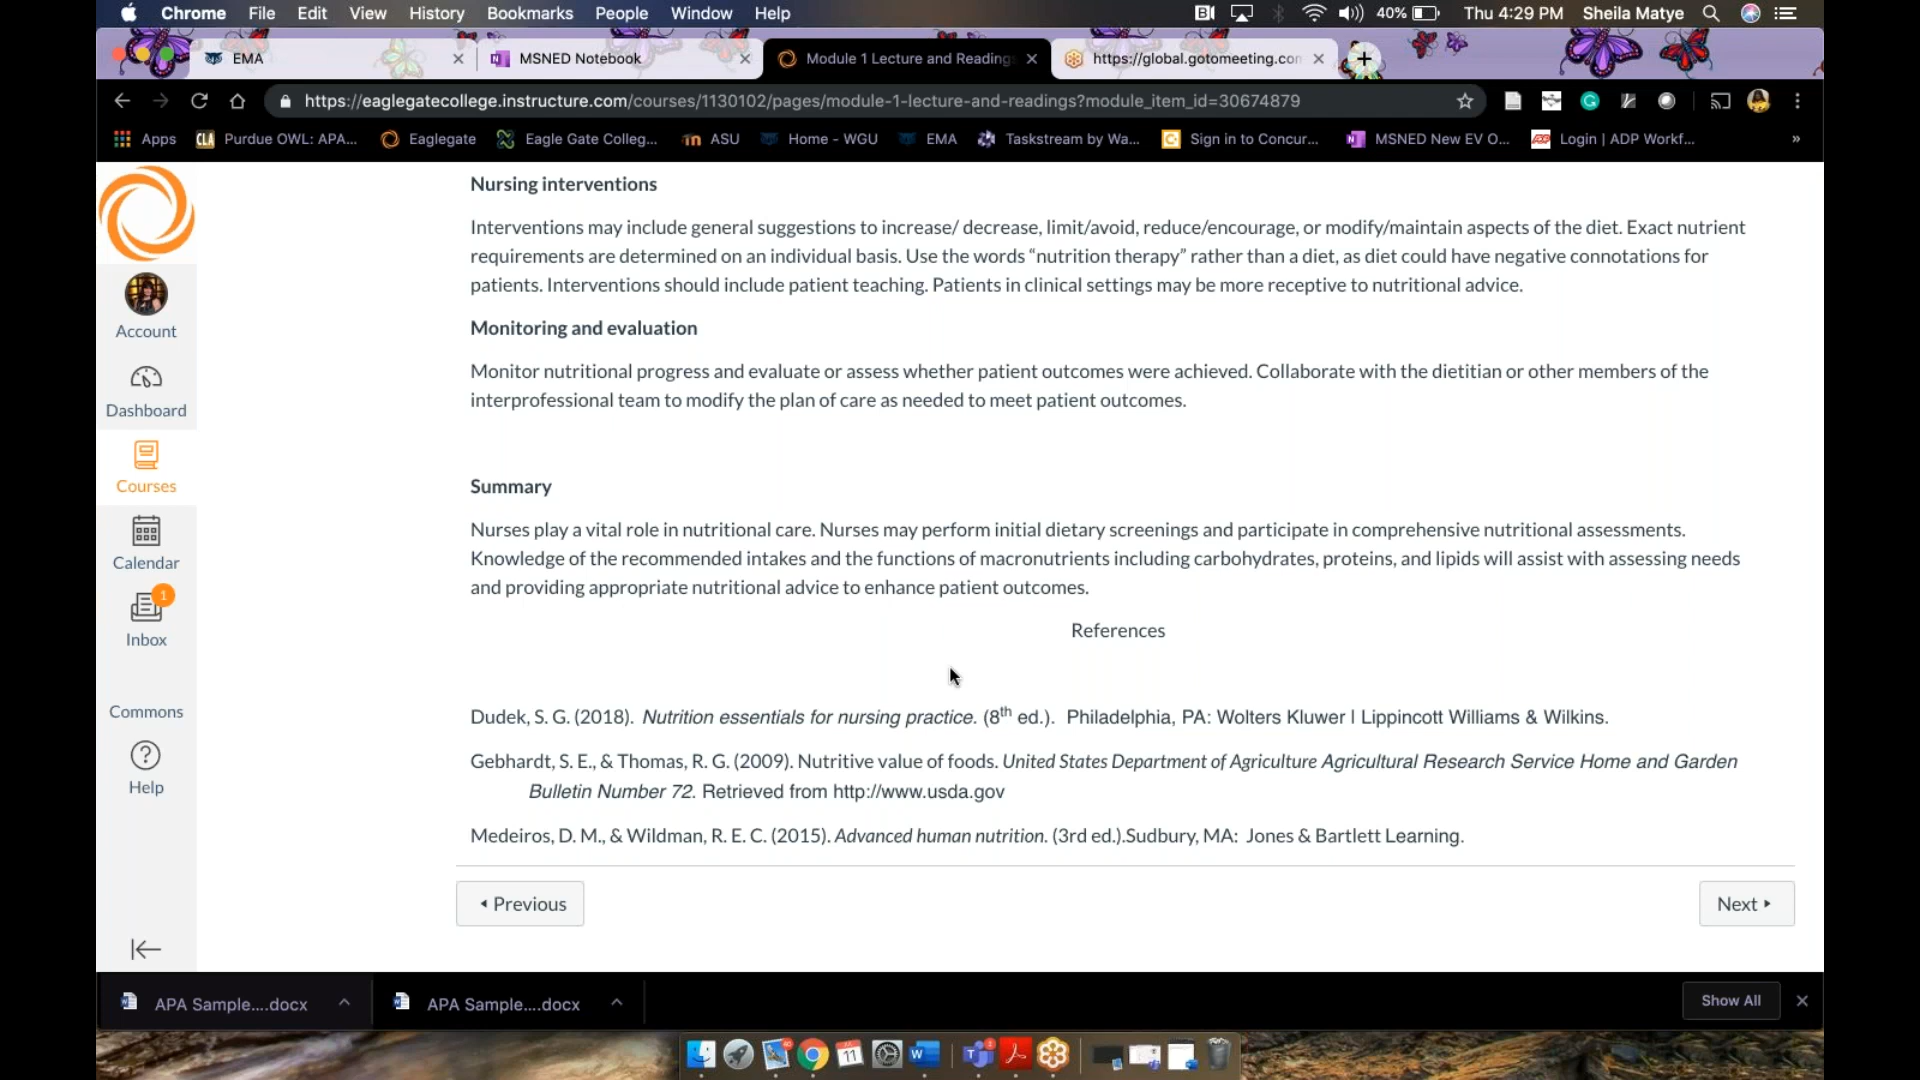 Chrome File Edit View History Bookmarks People Window Help 40% Thu 4:29 PM Sheila Matye
EMA MSNED Notebook Module 1 Lecture and Readings https://global.gotomeeting.con
https://eaglegatecollege.instructure.com/courses/1130102/pages/module-1-lecture-and-readings?module_item_id=30674879
Apps Purdue OWL: APA... Eaglegate Eagle Gate Colleg... ASU Home - WGU EMA Taskstream by Wa... Sign in to Concur... MSNED New EV O... Login | ADP Workf... »
Nursing interventions
Interventions may include general suggestions to increase/ decrease, limit/avoid, reduce/encourage, or modify/maintain aspects of the diet. Exact nutrient
requirements are determined on an individual basis. Use the words “nutrition therapy” rather than a diet, as diet could have negative connotations for
patients. Interventions should include patient teaching. Patients in clinical settings may be more receptive to nutritional advice.
Monitoring and evaluation
Monitor nutritional progress and evaluate or assess whether patient outcomes were achieved. Collaborate with the dietitian or other members of the
interprofessional team to modify the plan of care as needed to meet patient outcomes.
Summary
Nurses play a vital role in nutritional care. Nurses may perform initial dietary screenings and participate in comprehensive nutritional assessments.
Knowledge of the recommended intakes and the functions of macronutrients including carbohydrates, proteins, and lipids will assist with assessing needs
and providing appropriate nutritional advice to enhance patient outcomes.
References
Dudek, S. G. (2018). Nutrition essentials for nursing practice. (8th ed.). Philadelphia, PA: Wolters Kluwer | Lippincott Williams & Wilkins.
Gebhardt, S. E., & Thomas, R. G. (2009). Nutritive value of foods. United States Department of Agriculture Agricultural Research Service Home and Garden
Bulletin Number 72. Retrieved from http://www.usda.gov
Medeiros, D. M., & Wildman, R. E. C. (2015). Advanced human nutrition. (3rd ed.).Sudbury, MA: Jones & Bartlett Learning.
Previous Next
Account
Dashboard
Courses
Calendar
1
Inbox
Commons
Help
APA Sample....docx APA Sample....docx Show All
11